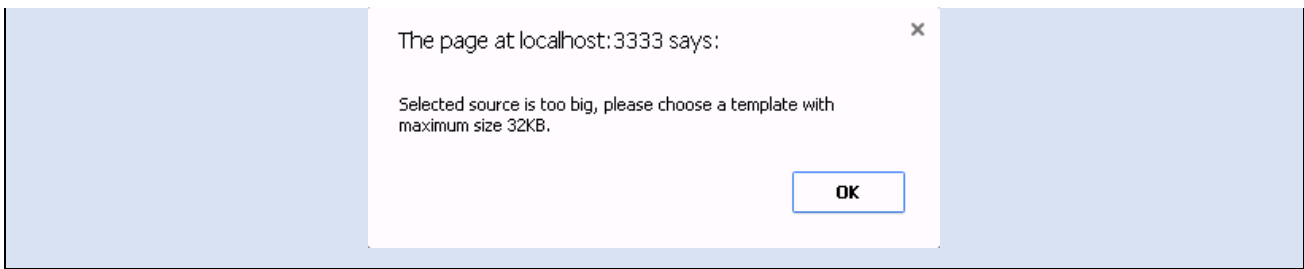 The page at localhost:3333 says:
Selected source is too big, please choose a template with
maximum size 32KB.
OK